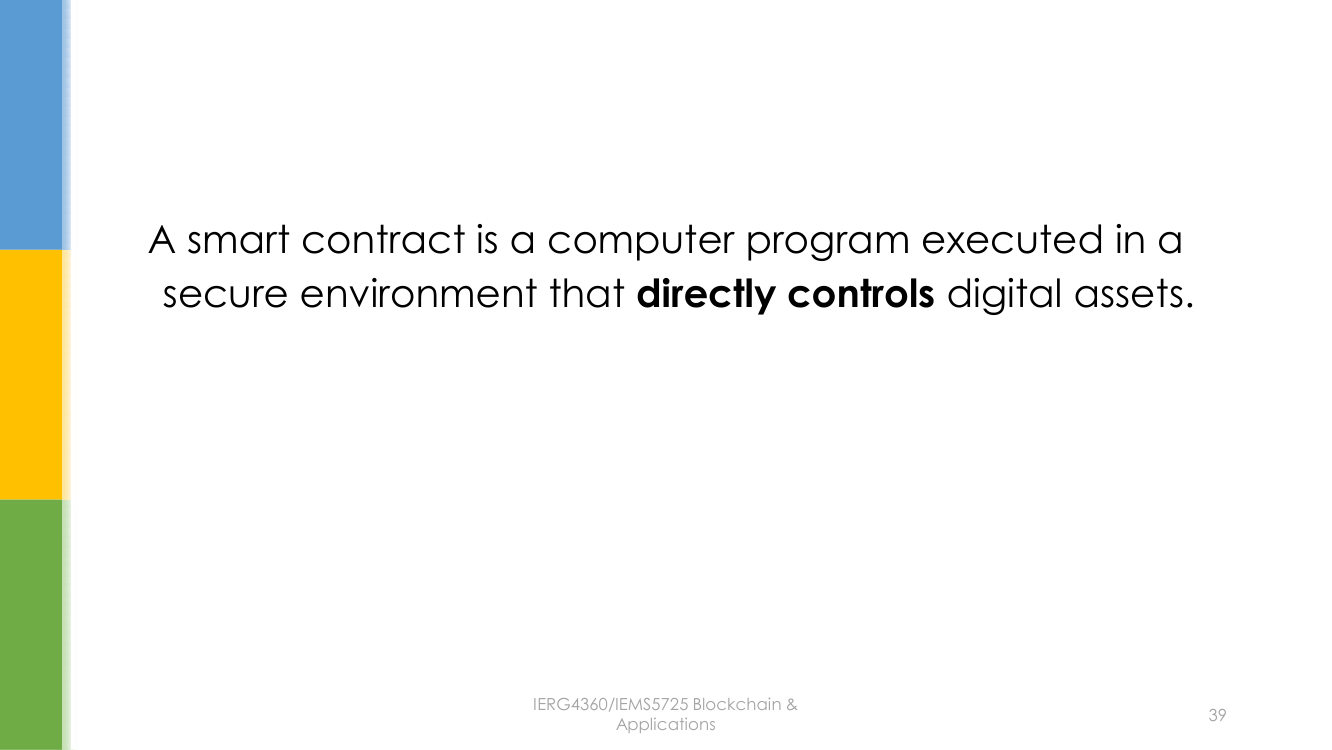 A smart contract is a computer program executed in a
secure environment that directly controls digital assets.
IERG4360/IEMS5725 Blockchain &
Applications
39